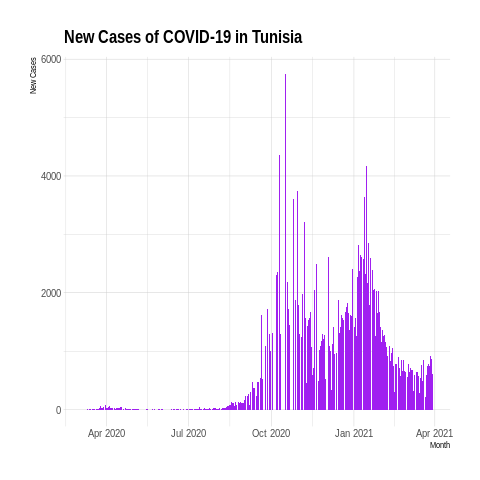 New Cases of COVID-19 in Tunisia
New Cases
6000
4000
2000
0
Apr 2020 Jul 2020 Oct 2020 Jan 2021 Apr 2021
Month